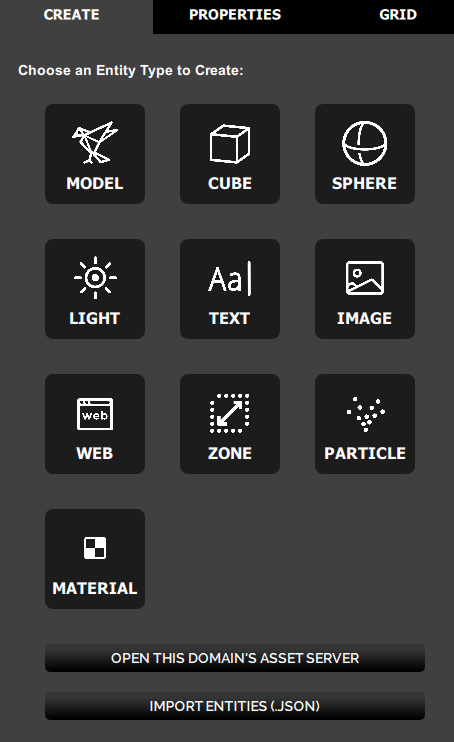 CREATE PROPERTIES GRID
Choose an Entity Type to Create:
MODEL CUBE SPHERE
Aa
LIGHT TEXT IMAGE
web
WEB ZONE PARTICLE
MATERIAL
OPEN THIS DOMAIN'S ASSET SERVER
IMPORT ENTITIES (.JSON)